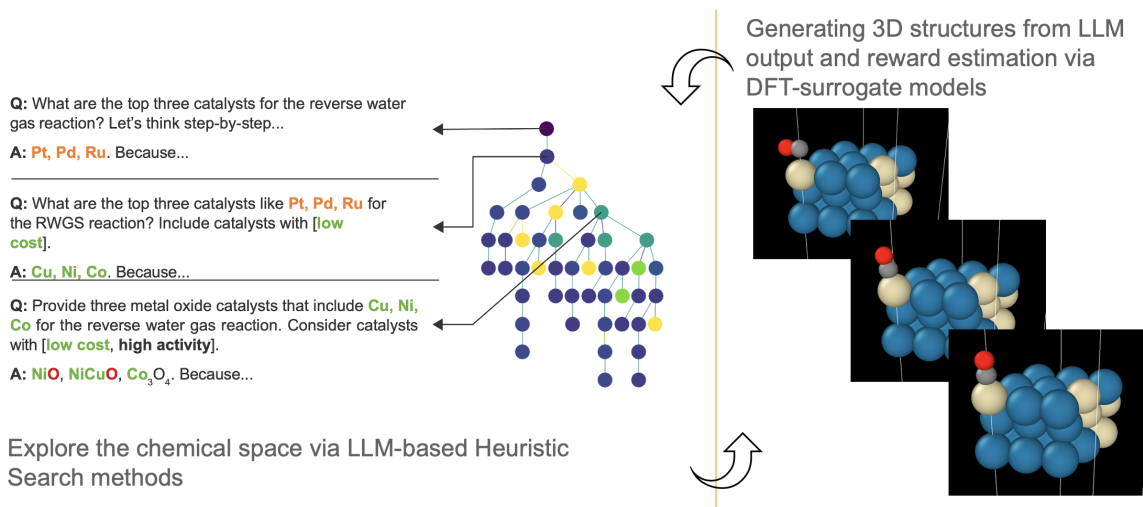 Q: What are the top three catalysts for the reverse water
gas reaction? Let's think step-by-step...
A: Pt, Pd, Ru. Because...
Q: What are the top three catalysts like Pt, Pd, Ru for
the RWGS reaction? Include catalysts with [low
cost].
A: Cu, Ni, Co. Because...
Q: Provide three metal oxide catalysts that include Cu, Ni,
Co for the reverse water gas reaction. Consider catalysts
with [low cost, high activity].
A: NiO, NiCuO, Co₃O₄. Because...
Explore the chemical space via LLM-based Heuristic
Search methods
Generating 3D structures from LLM
output and reward estimation via
DFT-surrogate models